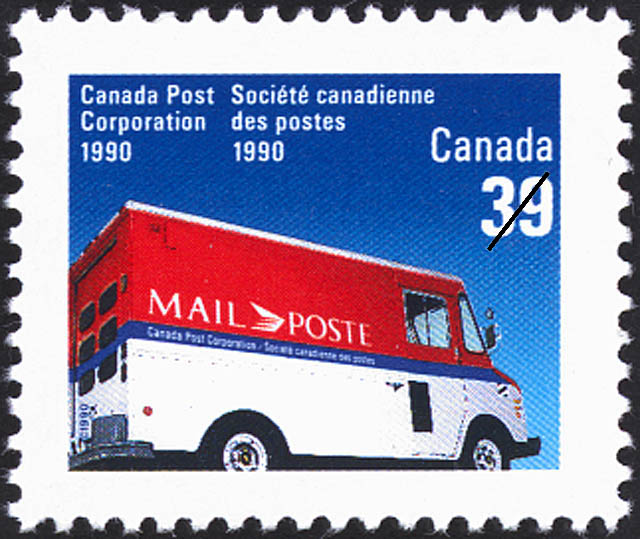 Canada Post
Corporation
1990
Société canadienne
des postes
1990
Canada
39
MAIL POSTE
Canada Post Corporation / Société canadienne des postes
1990